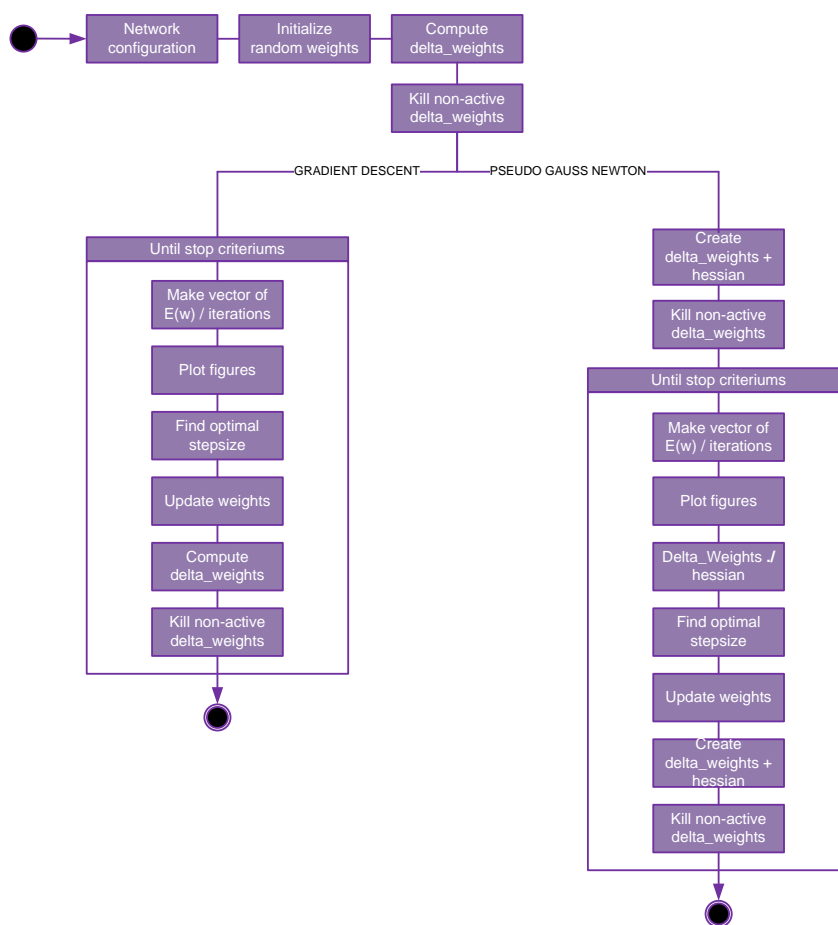 Network
configuration
Initialize
random weights
Compute
delta_weights
Kill non-active
delta_weights
GRADIENT DESCENT
PSEUDO GAUSS NEWTON
Until stop criteriums
Make vector of
E(w) / iterations
Plot figures
Find optimal
stepsize
Update weights
Compute
delta_weights
Kill non-active
delta_weights
Create
delta_weights +
hessian
Kill non-active
delta_weights
Until stop criteriums
Make vector of
E(w) / iterations
Plot figures
Delta_Weights ./
hessian
Find optimal
stepsize
Update weights
Create
delta_weights +
hessian
Kill non-active
delta_weights